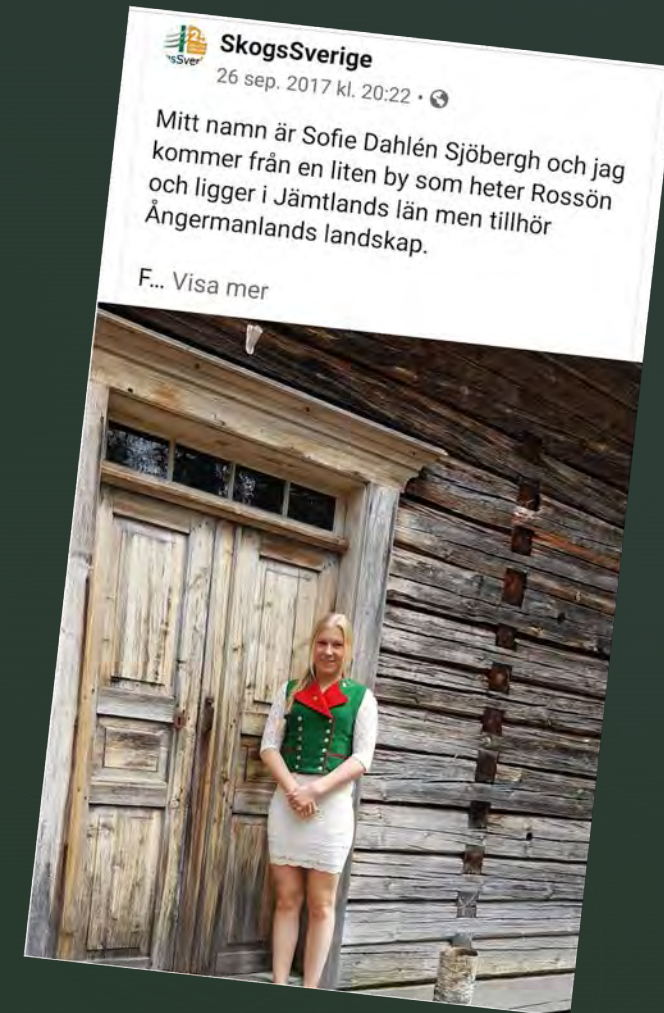 SkogsSverige
26 sep. 2017 kl. 20:22 •
Mitt namn är Sofie Dahlén Sjöbergh och jag
kommer från en liten by som heter Rossön
och ligger i Jämtlands län men tillhör
Ångermanlands landskap.
F... Visa mer